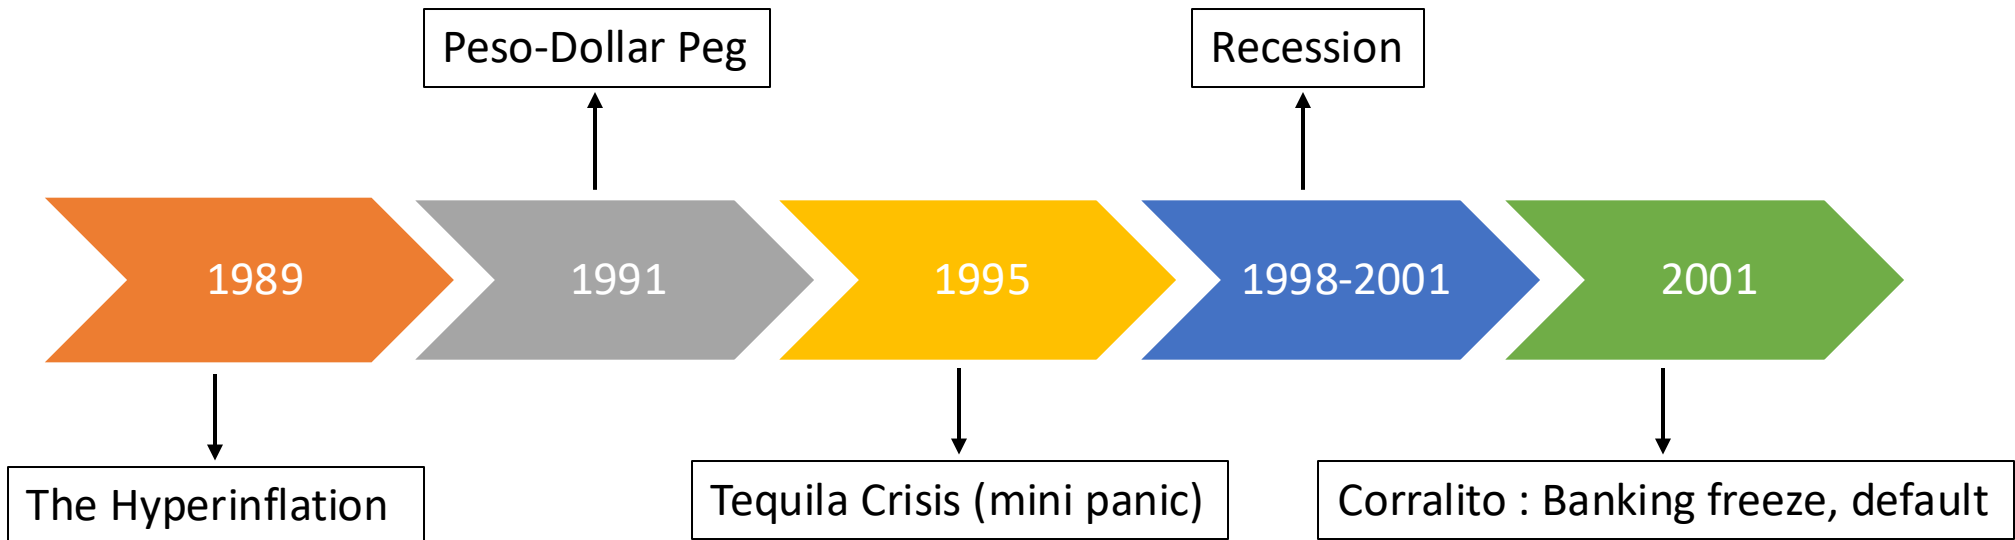 Peso-Dollar Peg
Recession
1989
1991
1995
1998-2001
2001
The Hyperinflation
Tequila Crisis (mini panic)
Corralito : Banking freeze, default